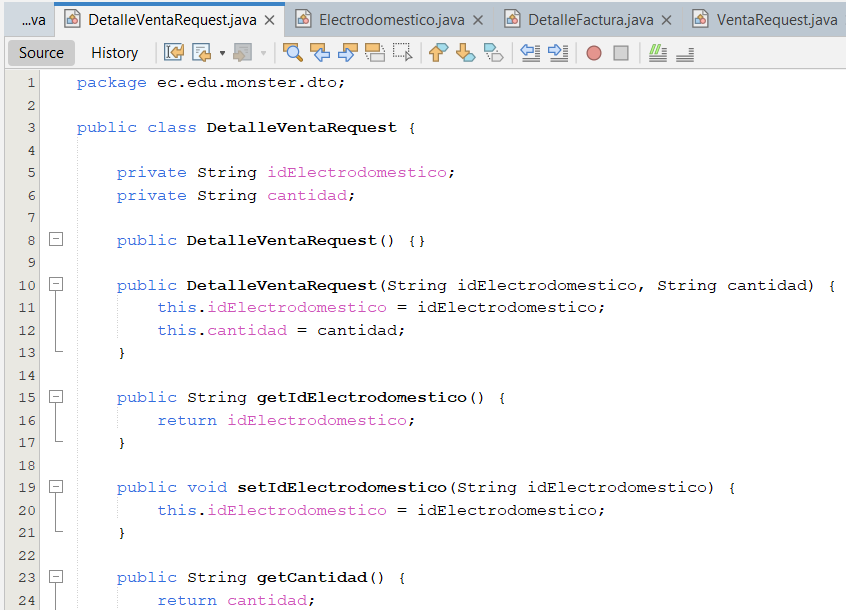 ...va DetalleVentaRequest.java Electrodomestico.java DetalleFactura.java VentaRequest.java
Source History
1 package ec.edu.monster.dto;
2
3 public class DetalleVentaRequest {
4
5 private String idElectrodomestico;
6 private String cantidad;
7
8 public DetalleVentaRequest() {}
9
10 public DetalleVentaRequest(String idElectrodomestico, String cantidad) {
11 this.idElectrodomestico = idElectrodomestico;
12 this.cantidad = cantidad;
13 }
14
15 public String getIdElectrodomestico() {
16 return idElectrodomestico;
17 }
18
19 public void setIdElectrodomestico(String idElectrodomestico) {
20 this.idElectrodomestico = idElectrodomestico;
21 }
22
23 public String getCantidad() {
24 return cantidad;